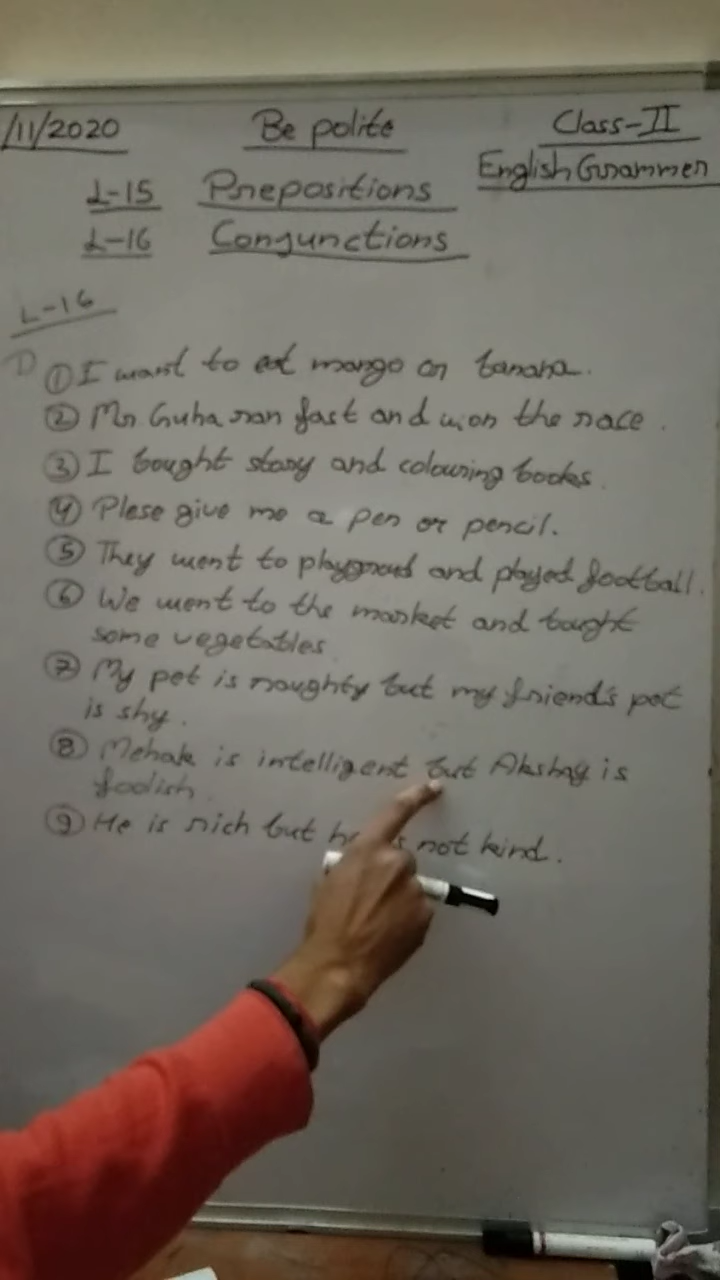 /11/2020 Be polite Class-II
English Grammer
L-15 Prepositions
L-16 Conjunctions
L-16
1) ① I want to eat mango or banana.
② Mr Guha ran fast and won the race.
③ I bought story and colouring books.
④ Plese give me a pen or pencil.
⑤ They went to playground and played football.
⑥ We went to the market and bought
some vegetables
⑦ My pet is naughty but my friend's pet
is shy.
⑧ Mehak is intelligent but Akshay is
foolish
⑨ He is rich but he is not kind.